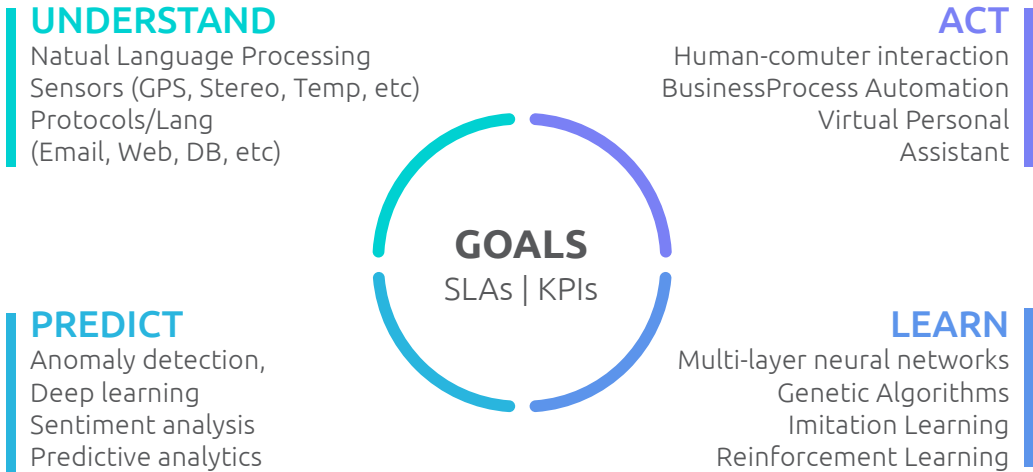 UNDERSTAND
Natual Language Processing
Sensors (GPS, Stereo, Temp, etc)
Protocols/Lang
(Email, Web, DB, etc)
ACT
Human-comuter interaction
BusinessProcess Automation
Virtual Personal
Assistant
GOALS
SLAs | KPIs
PREDICT
Anomaly detection,
Deep learning
Sentiment analysis
Predictive analytics
LEARN
Multi-layer neural networks
Genetic Algorithms
Imitation Learning
Reinforcement Learning